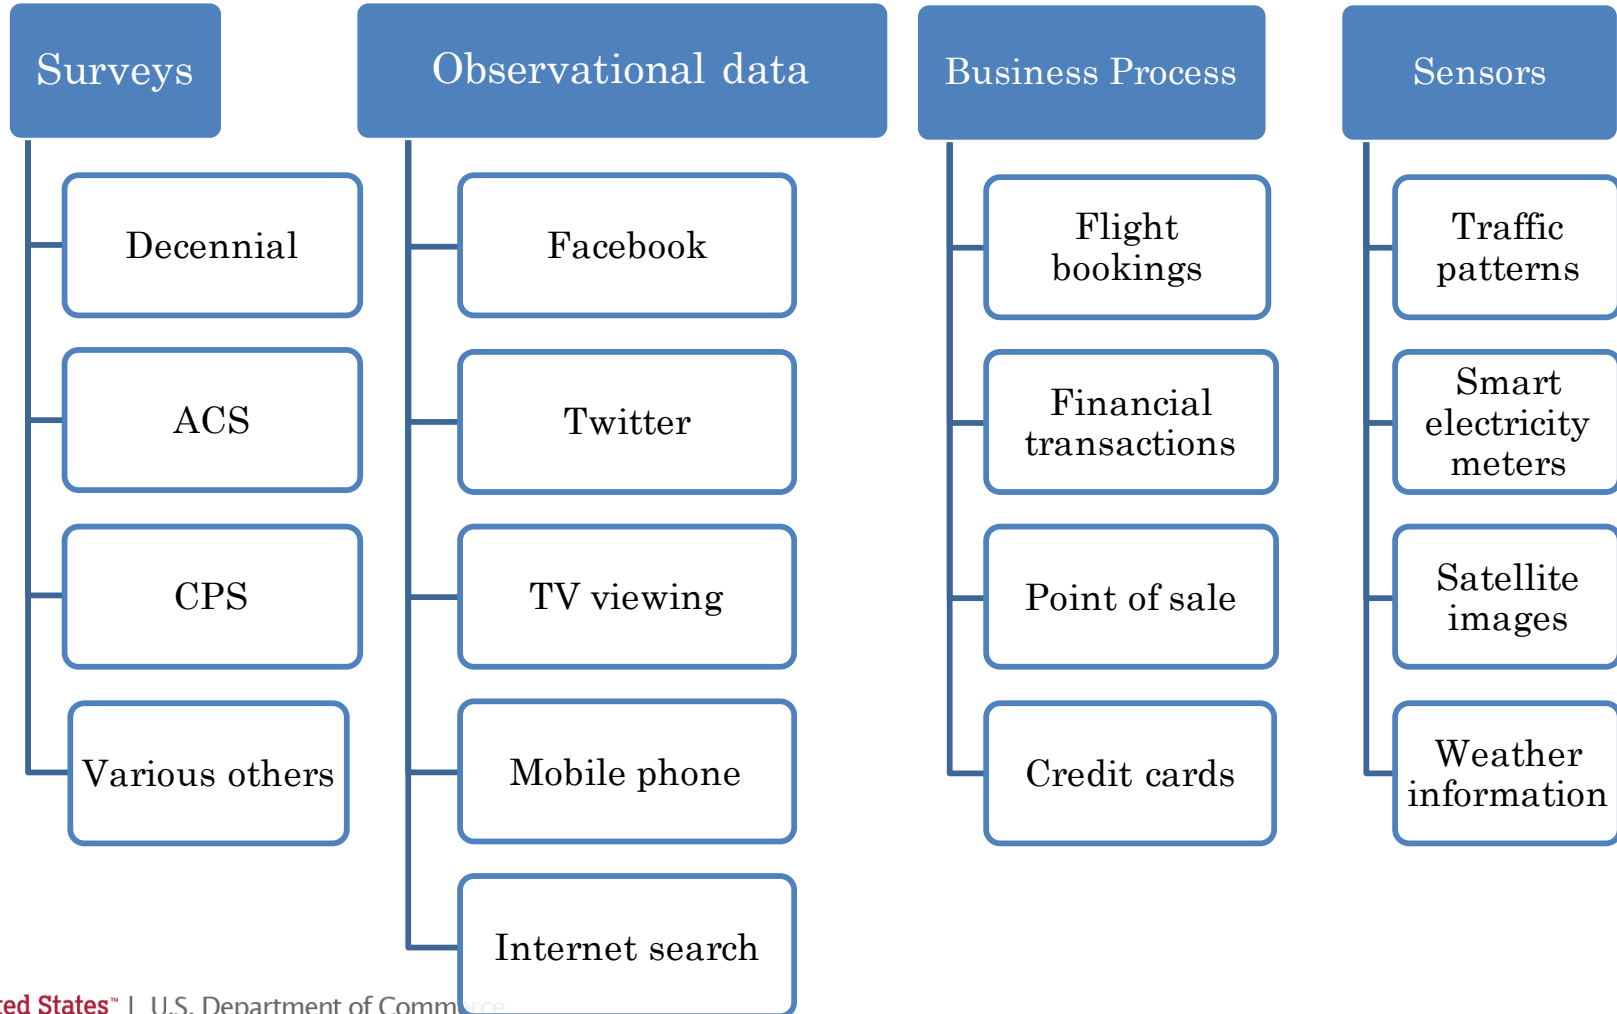 Surveys
Decennial
ACS
CPS
Various others
Observational data
Facebook
Twitter
TV viewing
Mobile phone
Internet search
Business Process
Flight
bookings
Financial
transactions
Point of sale
Credit cards
Sensors
Traffic
patterns
Smart
electricity
meters
Satellite
images
Weather
information
ted States™ | U.S. Department of Commerce